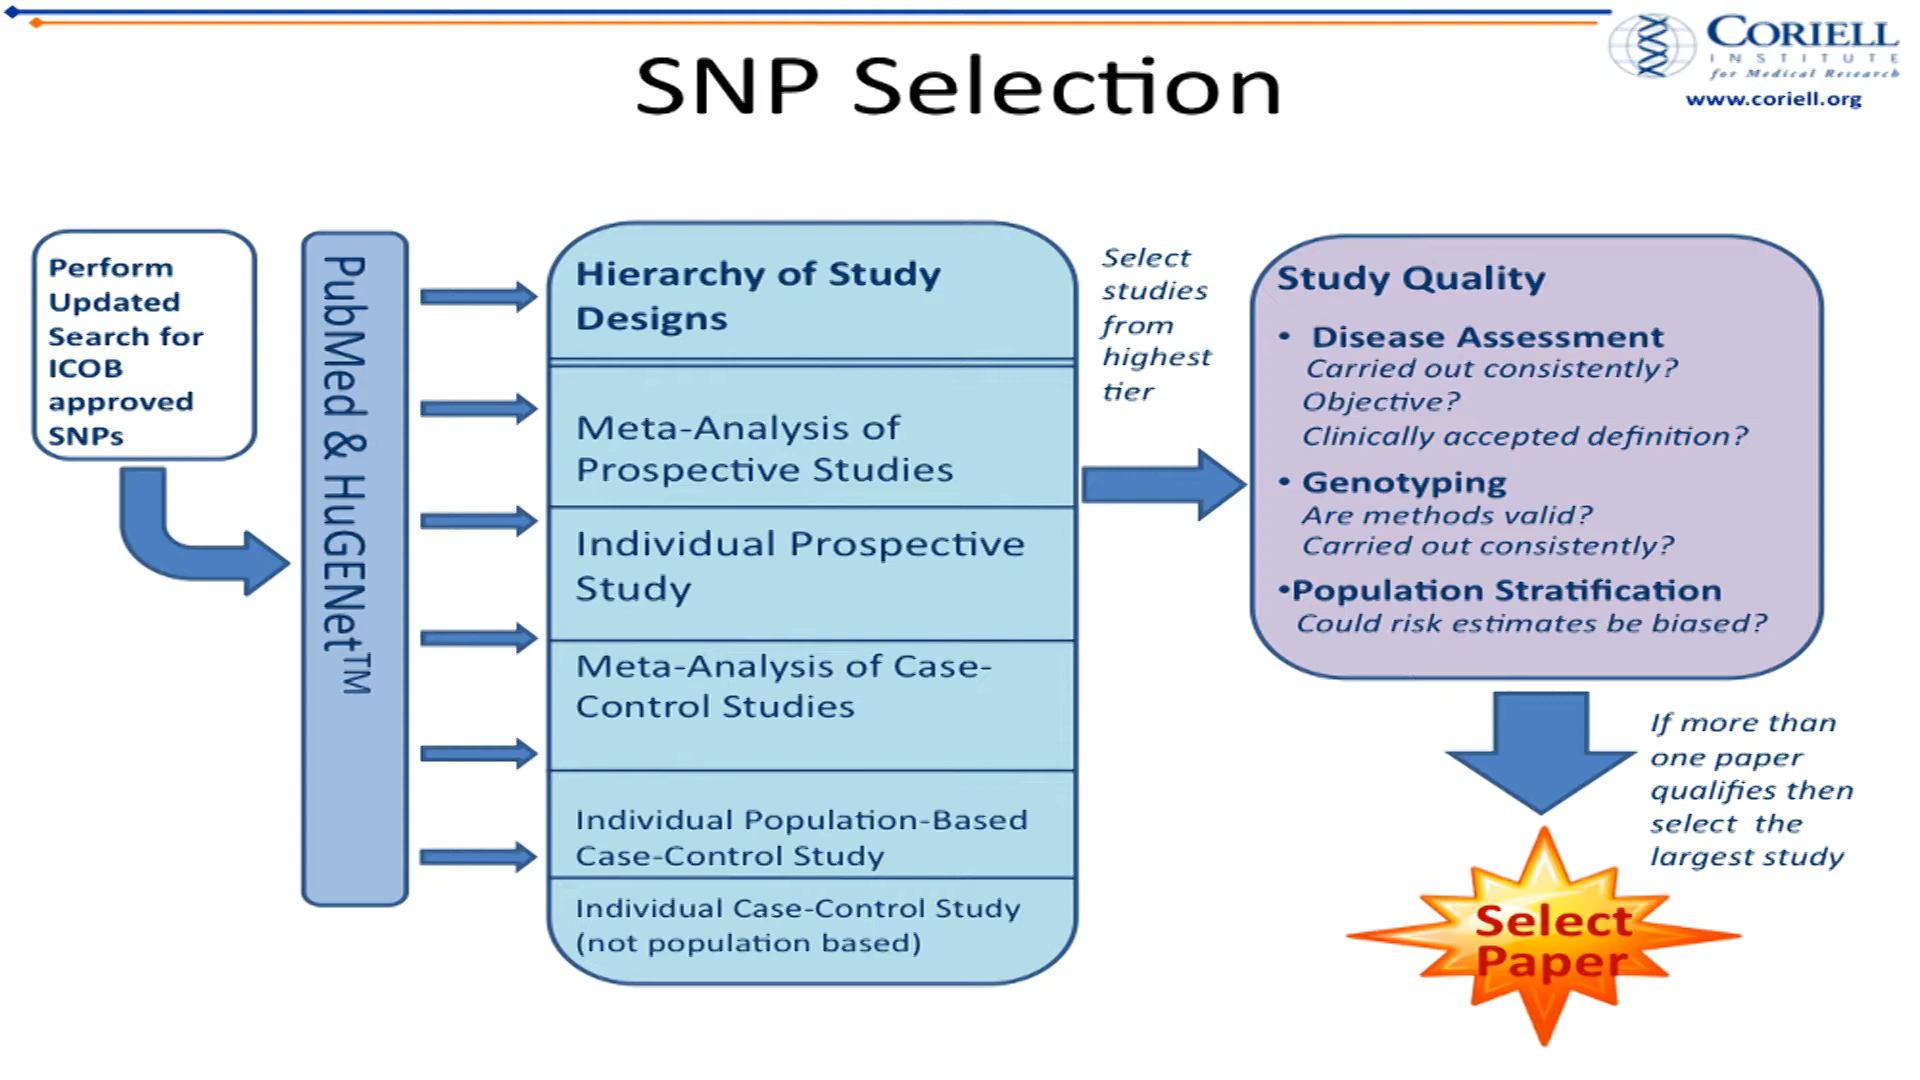 CORIELL
INSTITUTE
for Medical Research
www.coriell.org
SNP Selection
Perform
Updated
Search for
ICOB
approved
SNPs
PubMed & HuGENet™
Hierarchy of Study
Designs
Meta-Analysis of
Prospective Studies
Individual Prospective
Study
Meta-Analysis of Case-
Control Studies
Individual Population-Based
Case-Control Study
Individual Case-Control Study
(not population based)
Select
studies
from
highest
tier
Study Quality
• Disease Assessment
Carried out consistently?
Objective?
Clinically accepted definition?
• Genotyping
Are methods valid?
Carried out consistently?
•Population Stratification
Could risk estimates be biased?
If more than
one paper
qualifies then
select the
largest study
Select
Paper